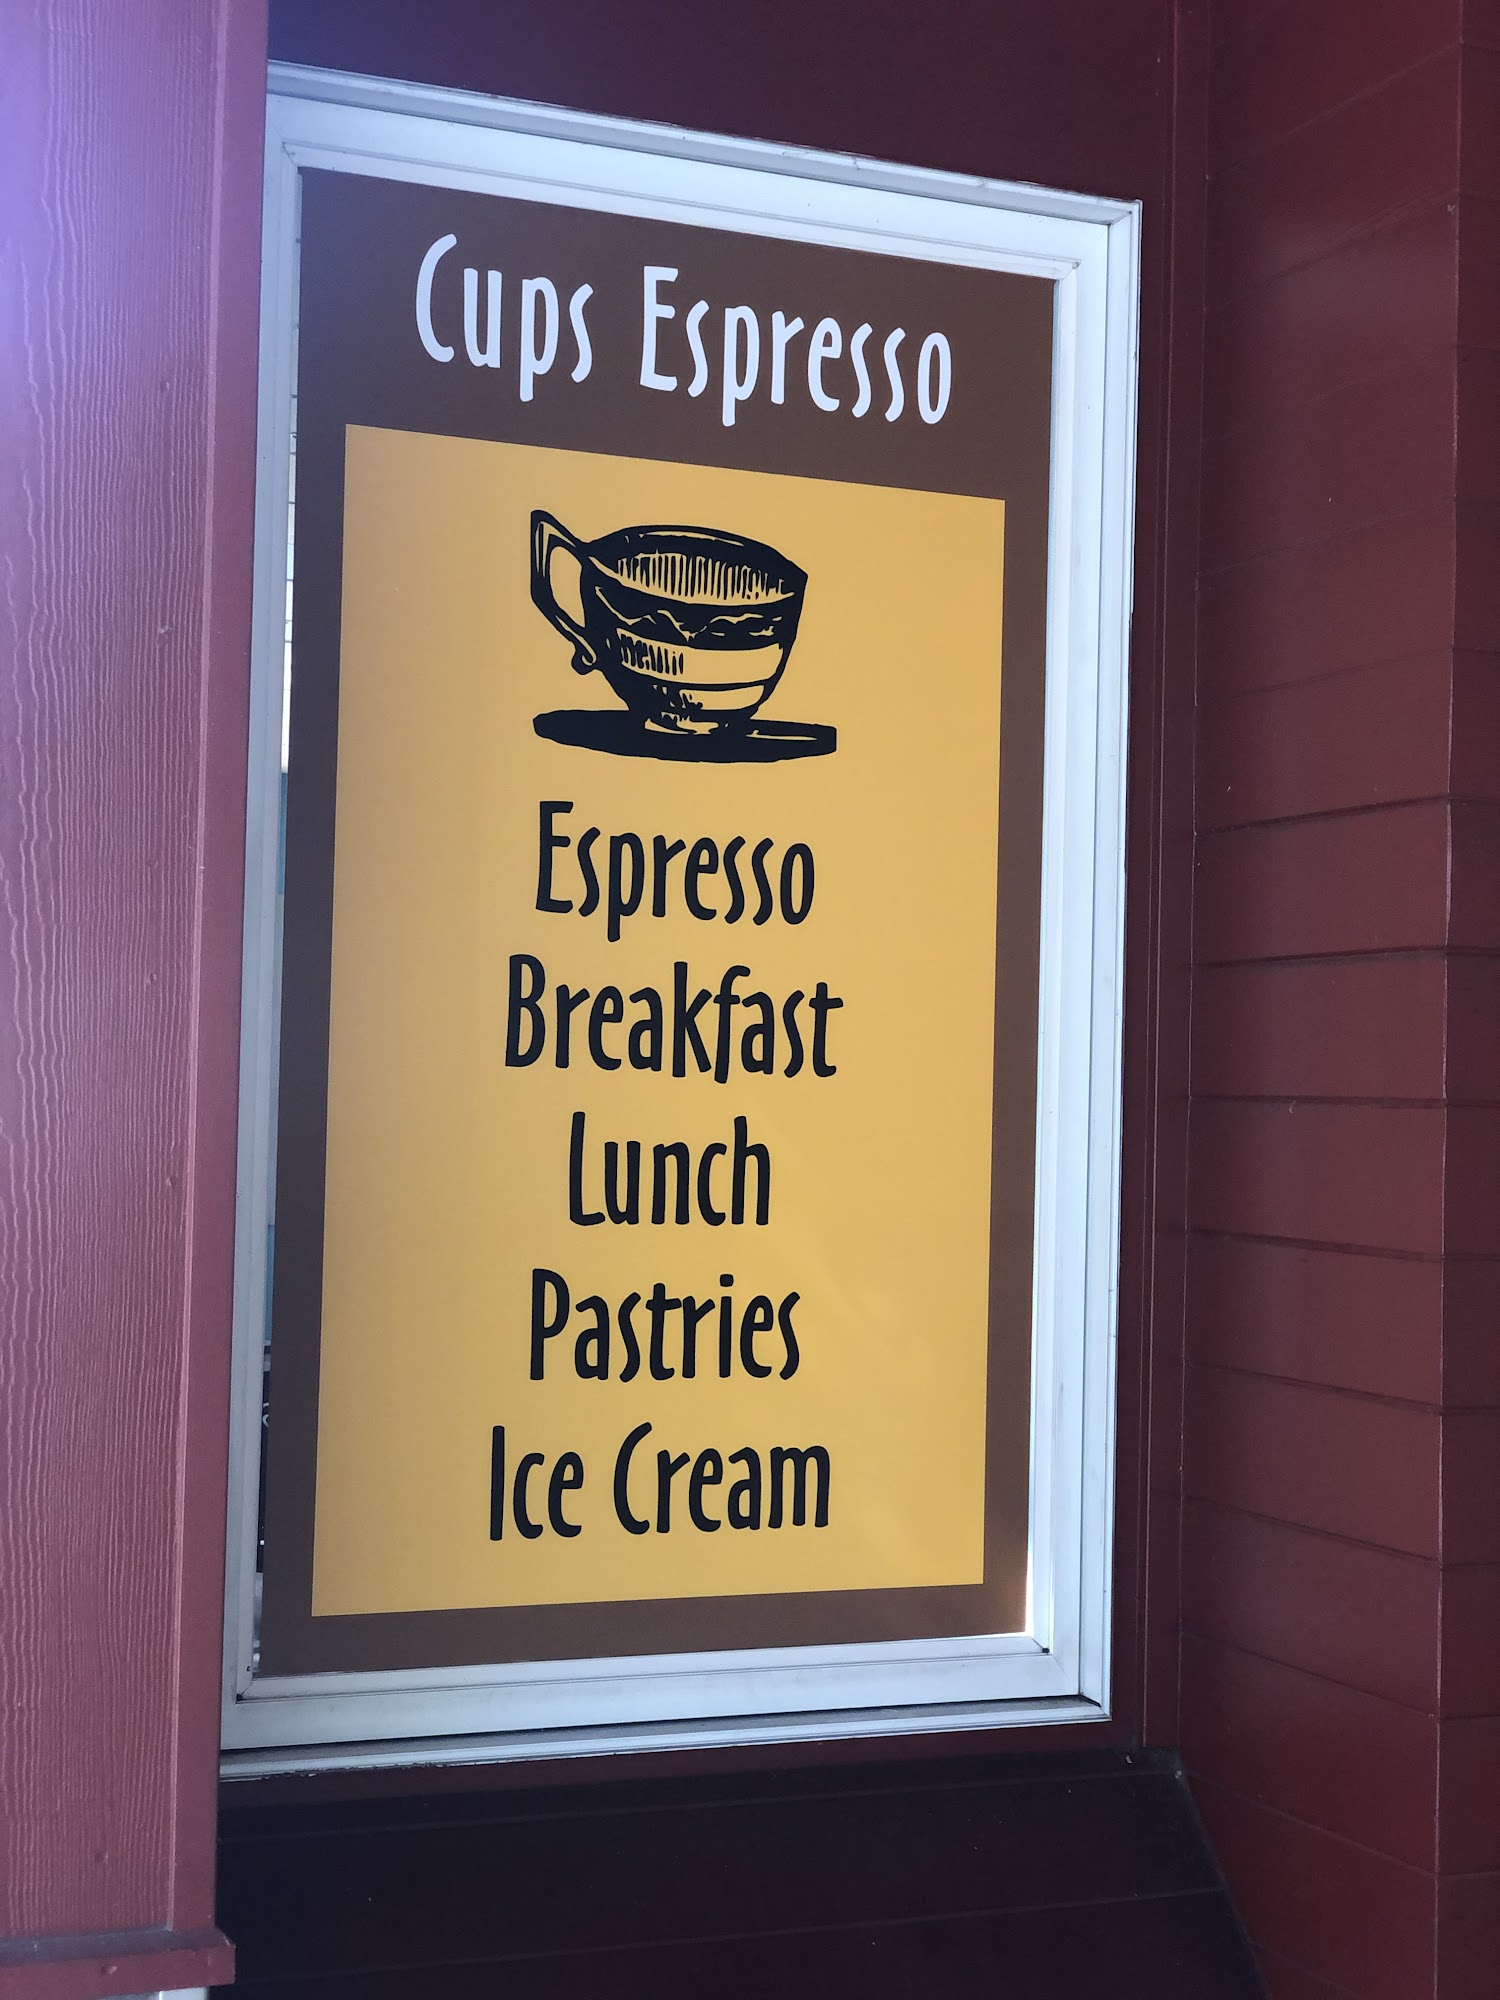 Cups Espresso
Espresso
Breakfast
Lunch
Pastries
Ice Cream